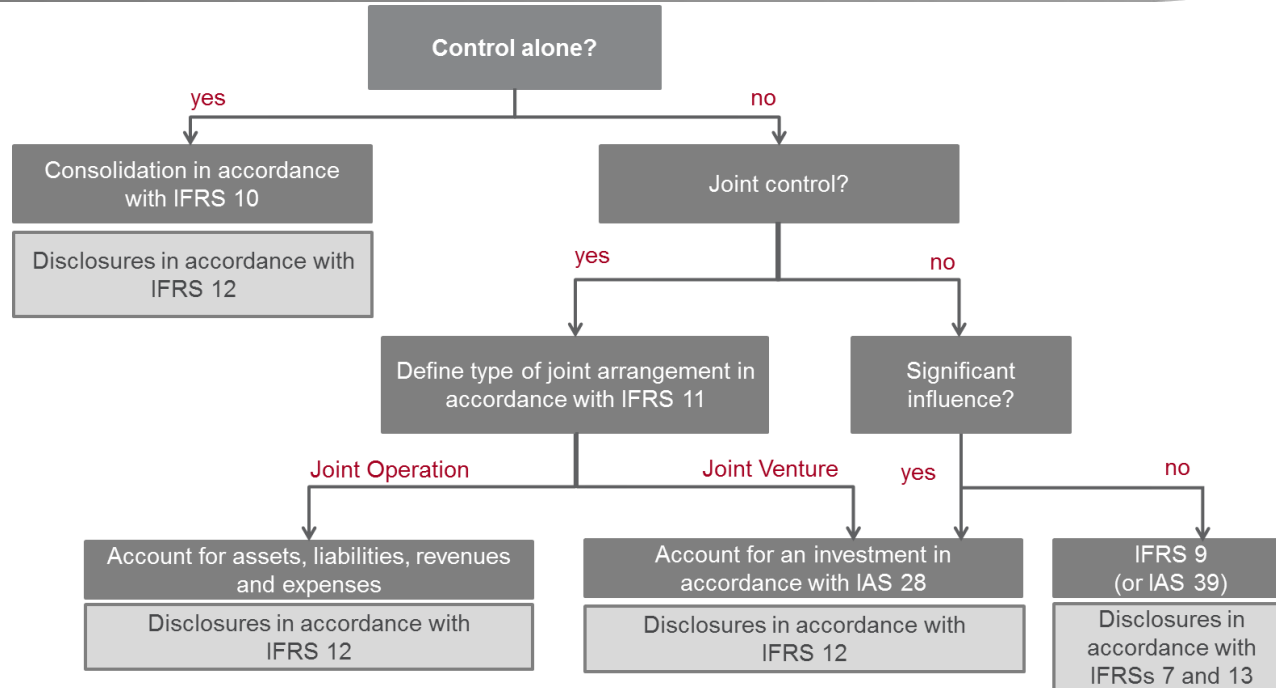 Control alone?
yes
no
Consolidation in accordance
with IFRS 10
Joint control?
Disclosures in accordance with
IFRS 12
yes
no
Define type of joint arrangement in
accordance with IFRS 11
Significant
influence?
Joint Operation
Joint Venture
yes
no
Account for assets, liabilities, revenues
and expenses
Account for an investment in
accordance with IAS 28
IFRS 9
(or IAS 39)
Disclosures in accordance with
IFRS 12
Disclosures in accordance with
IFRS 12
Disclosures in
accordance with
IFRSs 7 and 13